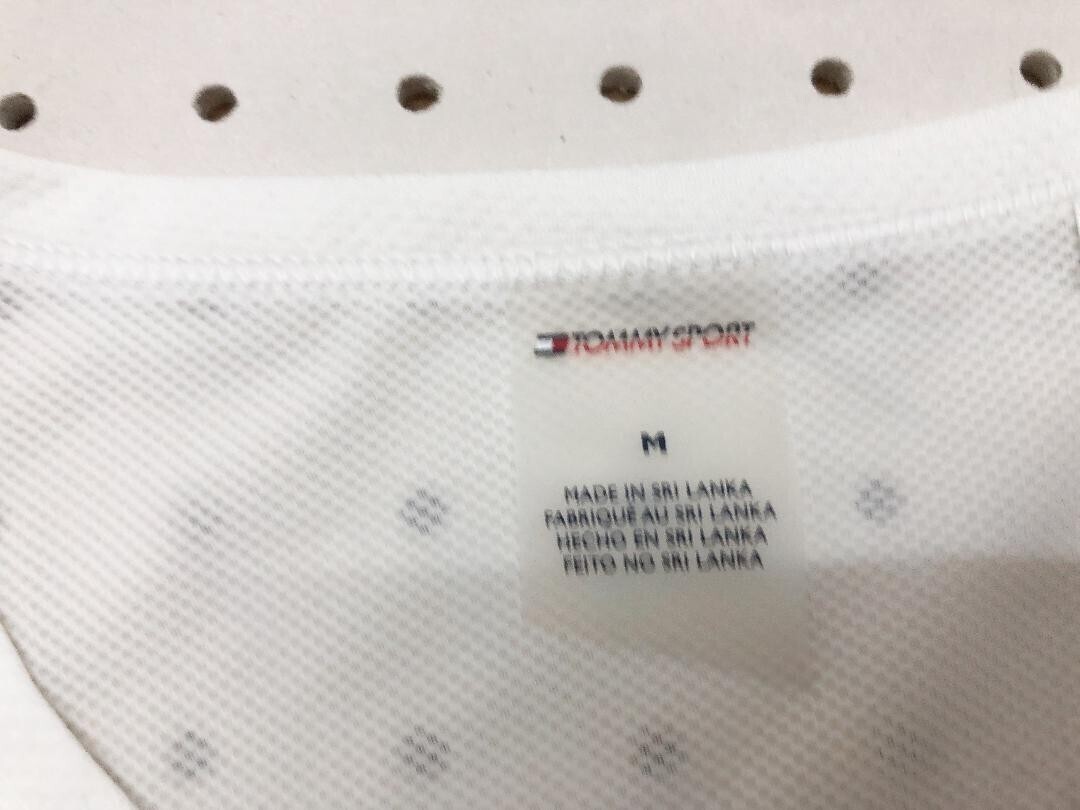 TOMMY SPORT
M
MADE IN SRI LANKA
FABRIQUÉ AU SRI LANKA
HECHO EN SRI LANKA
FEITO NO SRI LANKA